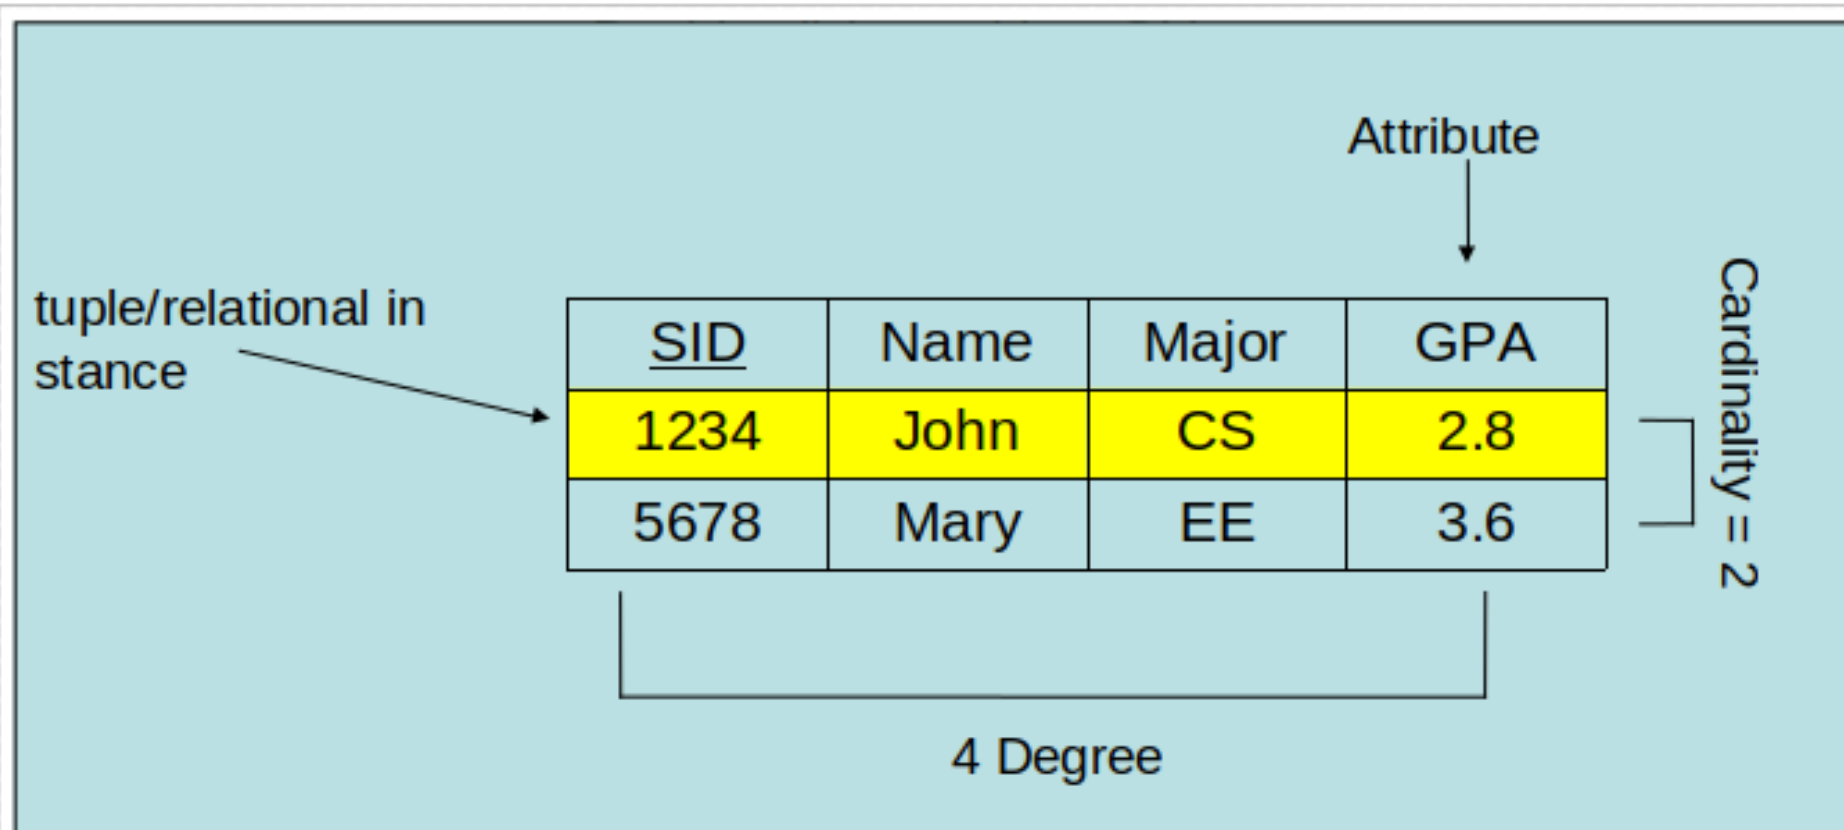 Attribute
tuple/relational in
stance
SID Name Major GPA
1234 John CS 2.8
5678 Mary EE 3.6
Cardinality = 2
4 Degree